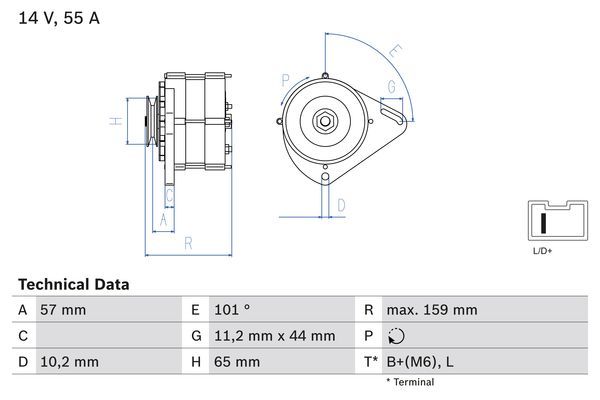 14 V, 55 A
E
P
G
H
C
A
D
R
L/D+
Technical Data
A 57 mm E 101 ° R max. 159 mm
C G 11,2 mm x 44 mm P
D 10,2 mm H 65 mm T* B+(M6), L
* Terminal